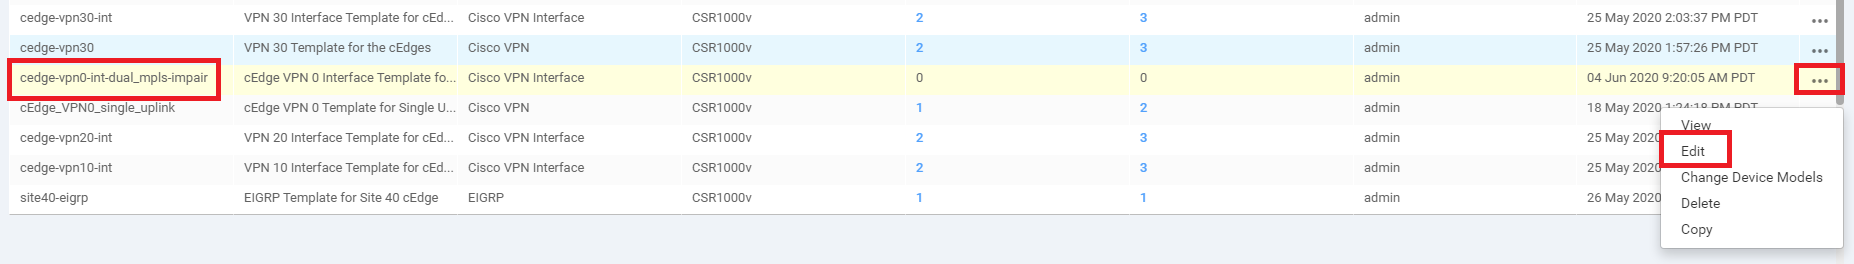 cedge-vpn30-int VPN 30 Interface Template for cEd... Cisco VPN Interface CSR1000v 2 3 admin 25 May 2020 2:03:37 PM PDT ...
cedge-vpn30 VPN 30 Template for the cEdges Cisco VPN CSR1000v 2 3 admin 25 May 2020 1:57:26 PM PDT ...
cedge-vpn0-int-dual_mpls-impair cEdge VPN 0 Interface Template fo... Cisco VPN Interface CSR1000v 0 0 admin 04 Jun 2020 9:20:05 AM PDT ...
cEdge_VPN0_single_uplink cEdge VPN 0 Template for Single U... Cisco VPN CSR1000v 1 2 admin 18 May 2020 1:24:18 PM PDT
cedge-vpn20-int VPN 20 Interface Template for cEd... Cisco VPN Interface CSR1000v 2 3 admin 25 May 2020
cedge-vpn10-int VPN 10 Interface Template for cEd... Cisco VPN Interface CSR1000v 2 3 admin 25 May 2020
site40-eigrp EIGRP Template for Site 40 cEdge EIGRP CSR1000v 1 1 admin 26 May 2020
View
Edit
Change Device Models
Delete
Copy